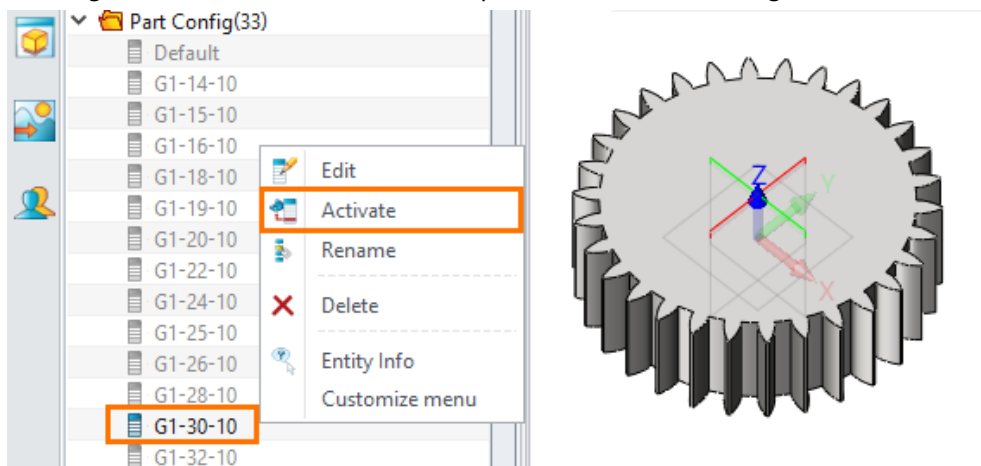 Part Config(33)
Default
G1-14-10
G1-15-10
G1-16-10
G1-18-10
G1-19-10
G1-20-10
G1-22-10
G1-24-10
G1-25-10
G1-26-10
G1-28-10
G1-30-10
G1-32-10
Edit
Activate
Rename
Delete
Entity Info
Customize menu
Z
Y
X